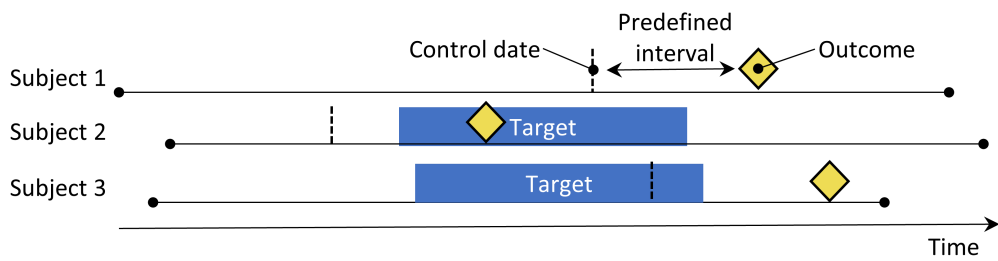 Predefined
interval
Control date
Outcome
Subject 1
Subject 2
Target
Subject 3
Target
Time